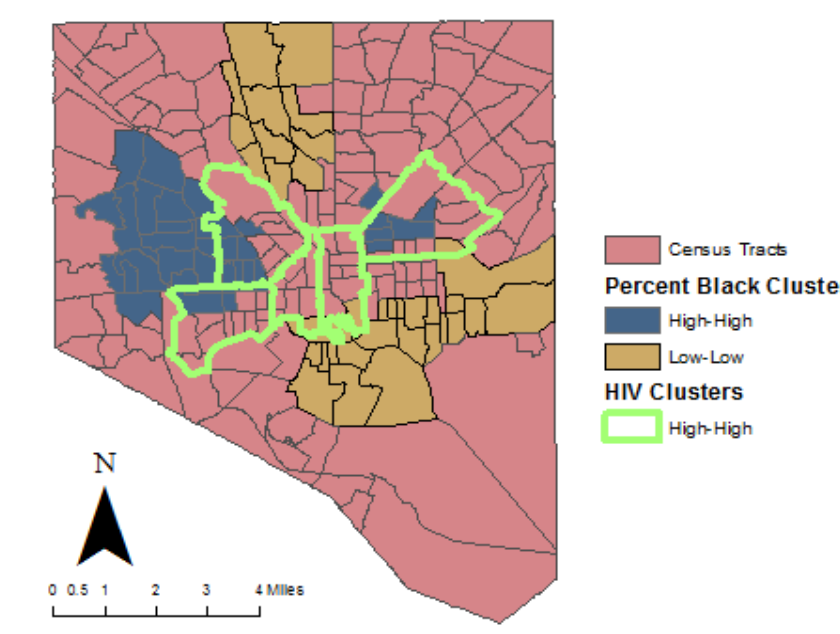 Census Tracts
Percent Black Cluste
High-High
Low-Low
HIV Clusters
High-High
N
0 0.5 1 2 3 4 Miles